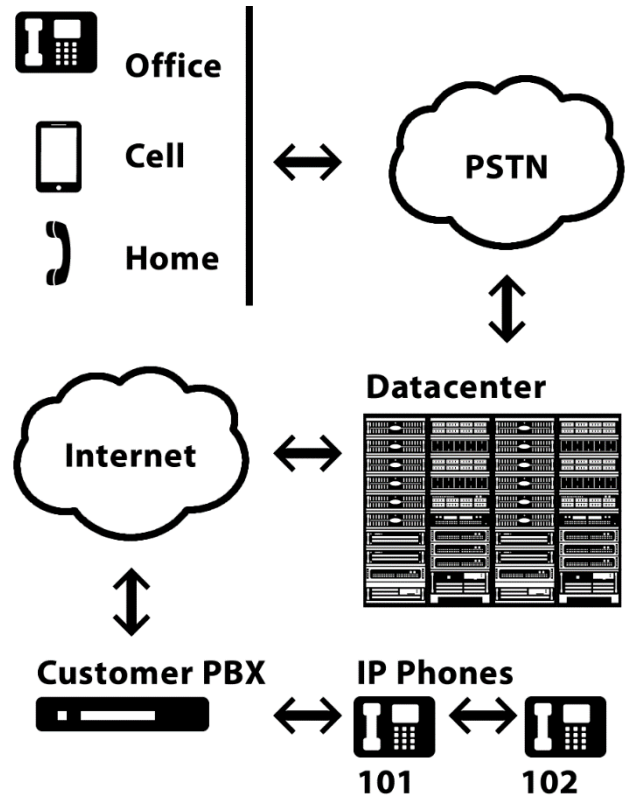 Office
Cell
PSTN
Home
Datacenter
Internet
Customer PBX
IP Phones
101
102